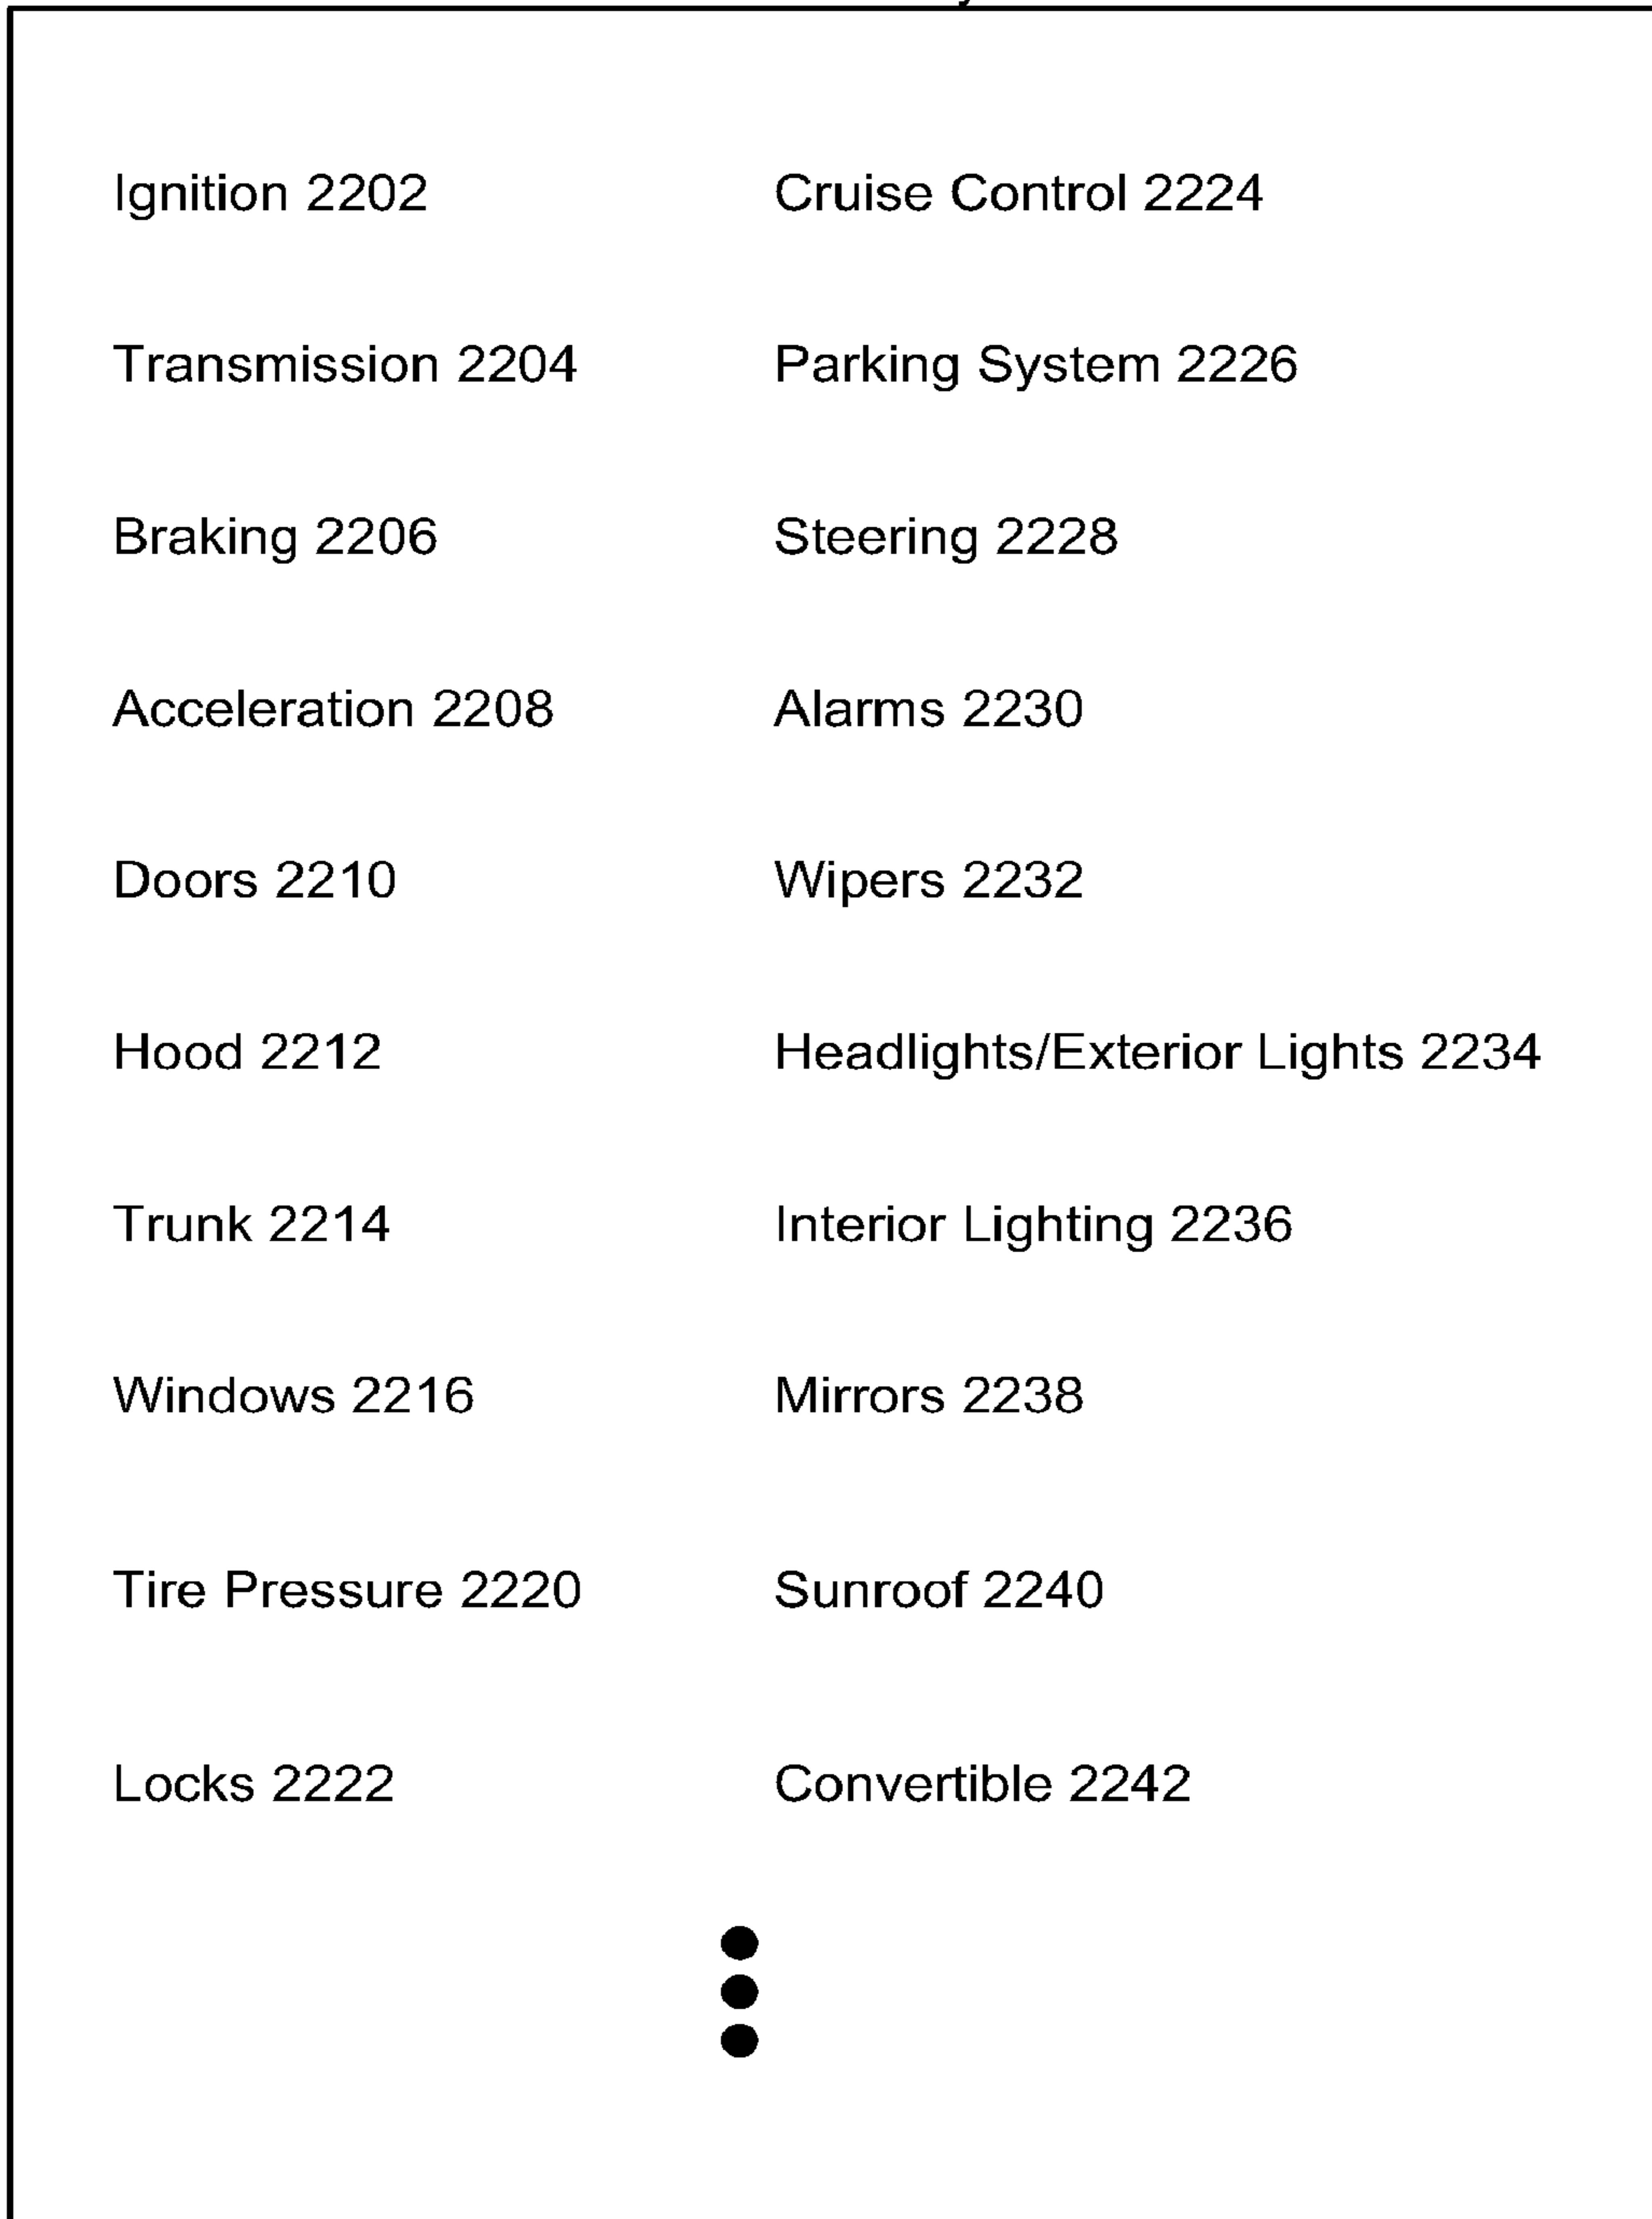 Ignition 2202
Transmission 2204
Braking 2206
Acceleration 2208
Doors 2210
Hood 2212
Trunk 2214
Windows 2216
Tire Pressure 2220
Locks 2222
Cruise Control 2224
Parking System 2226
Steering 2228
Alarms 2230
Wipers 2232
Headlights/Exterior Lights 2234
Interior Lighting 2236
Mirrors 2238
Sunroof 2240
Convertible 2242